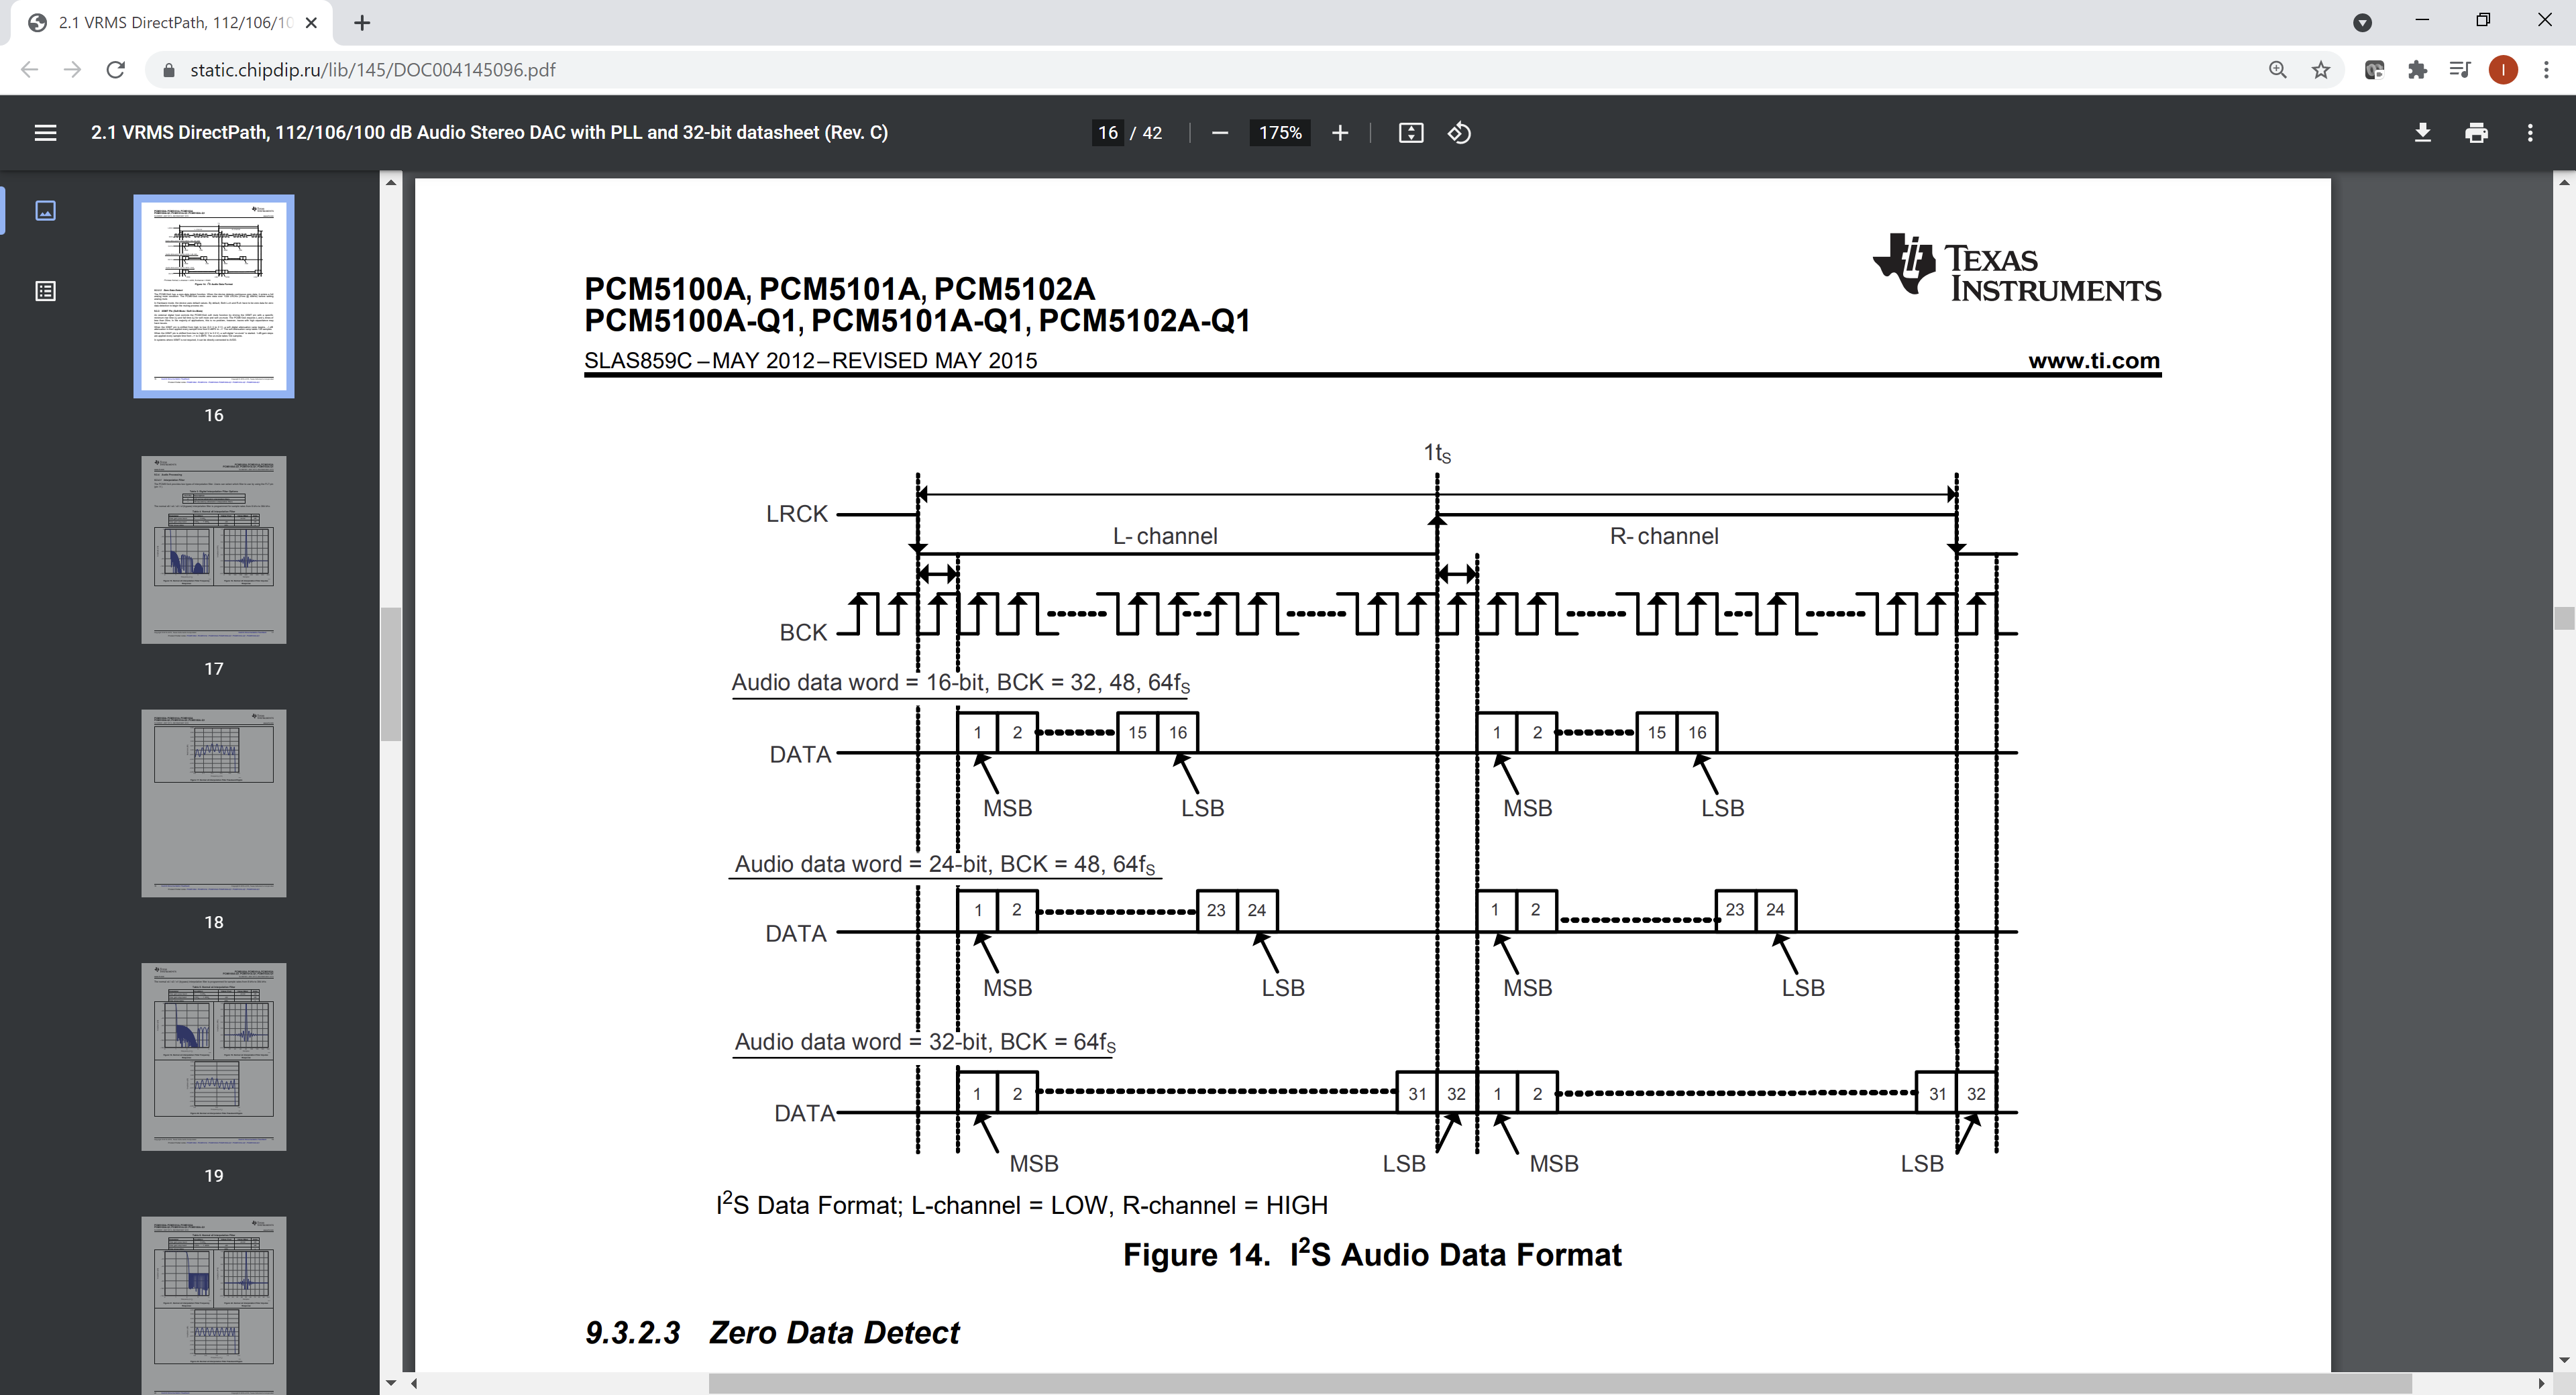 2.1 VRMS DirectPath, 112/106/10
static.chipdip.ru/lib/145/DOC004145096.pdf
I
2.1 VRMS DirectPath, 112/106/100 dB Audio Stereo DAC with PLL and 32-bit datasheet (Rev. C)
16 / 42
175%
16
17
18
19
TEXAS
INSTRUMENTS
PCM5100A, PCM5101A, PCM5102A
PCM5100A-Q1, PCM5101A-Q1, PCM5102A-Q1
SLAS859C – MAY 2012 – REVISED MAY 2015
www.ti.com
1tS
LRCK
L- channel
R- channel
BCK
Audio data word = 16-bit, BCK = 32, 48, 64fS
1 2 15 16 1 2 15 16
DATA
MSB LSB MSB LSB
Audio data word = 24-bit, BCK = 48, 64fS
1 2 23 24 1 2 23 24
DATA
MSB LSB MSB LSB
Audio data word = 32-bit, BCK = 64fS
1 2 31 32 1 2 31 32
DATA
MSB LSB MSB LSB
I2S Data Format; L-channel = LOW, R-channel = HIGH
Figure 14. I2S Audio Data Format
9.3.2.3 Zero Data Detect